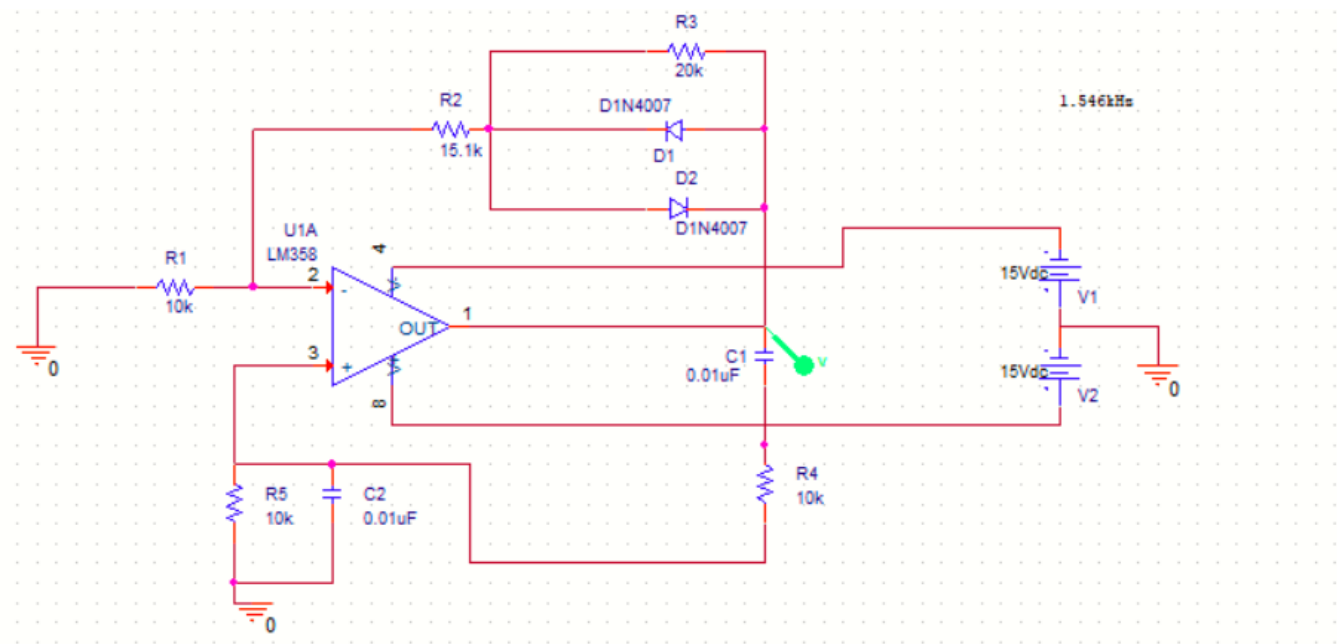 R3
20k
1.546kHz
R2
15.1k
D1N4007
D1
D2
D1N4007
U1A
LM358
4
R1
10k
2
-
V-
OUT
1
3
+
V+
8
0
C1
0.01uF
V
15Vdc
V1
15Vdc
V2
0
R4
10k
R5
10k
C2
0.01uF
0